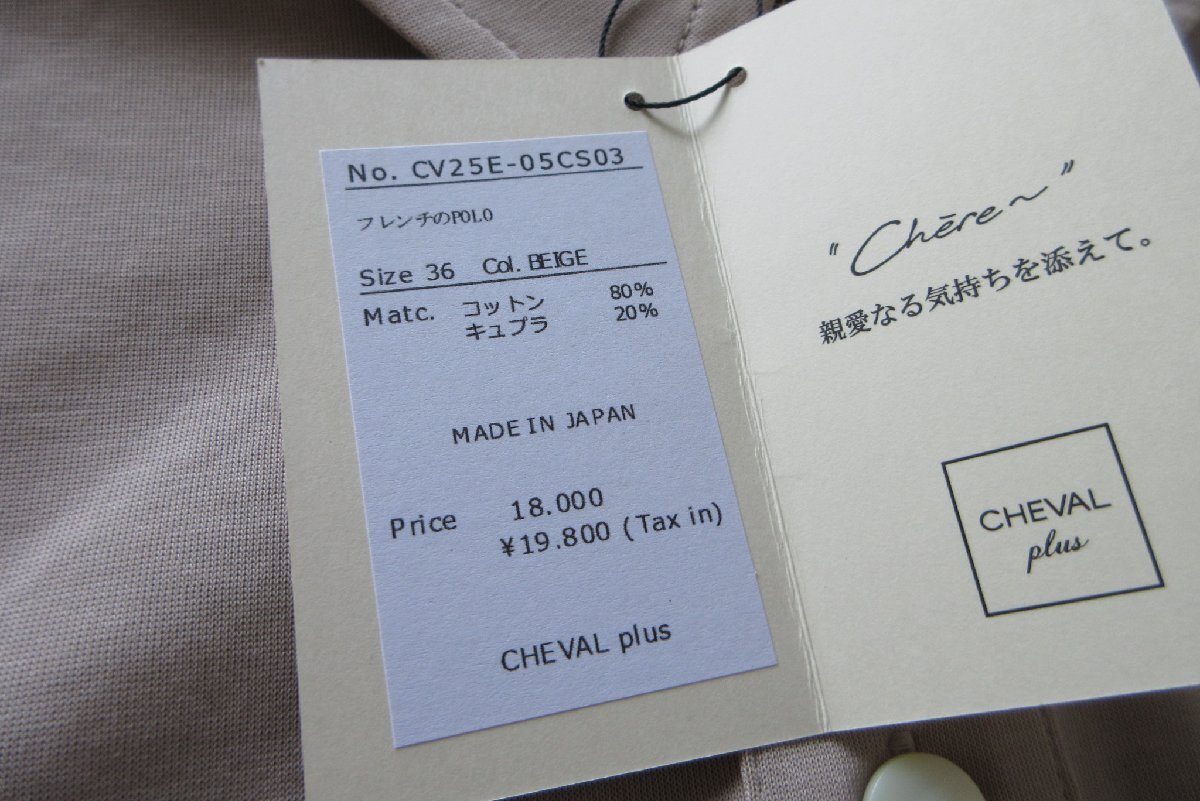 No. CV25E-05CS03
フレンチのPOLO
Size 36 Col. BEIGE
Matc. コットン 80%
キュプラ 20%
MADE IN JAPAN
Price 18.000
¥19.800 (Tax in)
CHEVAL plus
"Chēre~"
親愛なる気持ちを添えて。
CHEVAL
plus